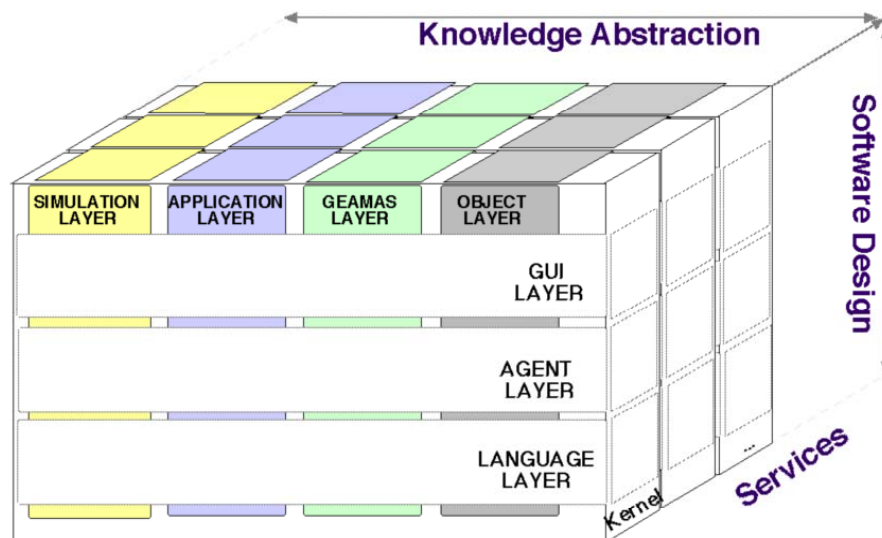 Knowledge Abstraction
Software Design
SIMULATION
LAYER
APPLICATION
LAYER
GEAMAS
LAYER
OBJECT
LAYER
GUI
LAYER
AGENT
LAYER
LANGUAGE
LAYER
Kernel
...
Services